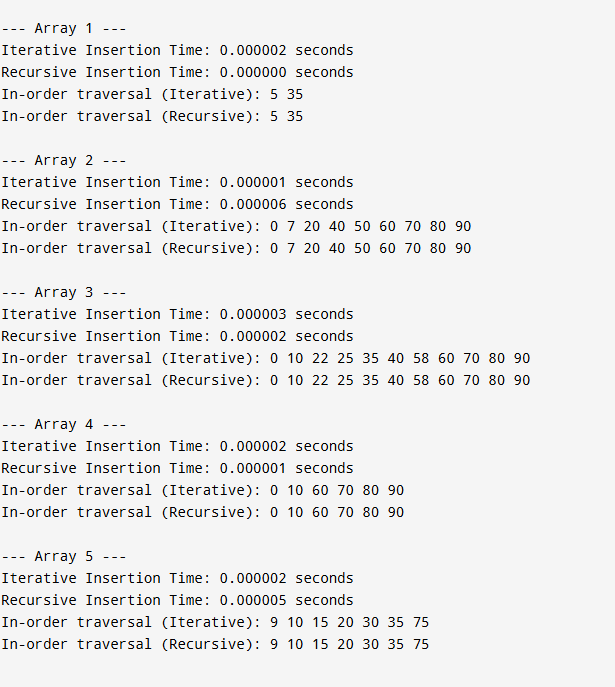 --- Array 1 ---
Iterative Insertion Time: 0.000002 seconds
Recursive Insertion Time: 0.000000 seconds
In-order traversal (Iterative): 5 35
In-order traversal (Recursive): 5 35
--- Array 2 ---
Iterative Insertion Time: 0.000001 seconds
Recursive Insertion Time: 0.000006 seconds
In-order traversal (Iterative): 0 7 20 40 50 60 70 80 90
In-order traversal (Recursive): 0 7 20 40 50 60 70 80 90
--- Array 3 ---
Iterative Insertion Time: 0.000003 seconds
Recursive Insertion Time: 0.000002 seconds
In-order traversal (Iterative): 0 10 22 25 35 40 58 60 70 80 90
In-order traversal (Recursive): 0 10 22 25 35 40 58 60 70 80 90
--- Array 4 ---
Iterative Insertion Time: 0.000002 seconds
Recursive Insertion Time: 0.000001 seconds
In-order traversal (Iterative): 0 10 60 70 80 90
In-order traversal (Recursive): 0 10 60 70 80 90
--- Array 5 ---
Iterative Insertion Time: 0.000002 seconds
Recursive Insertion Time: 0.000005 seconds
In-order traversal (Iterative): 9 10 15 20 30 35 75
In-order traversal (Recursive): 9 10 15 20 30 35 75